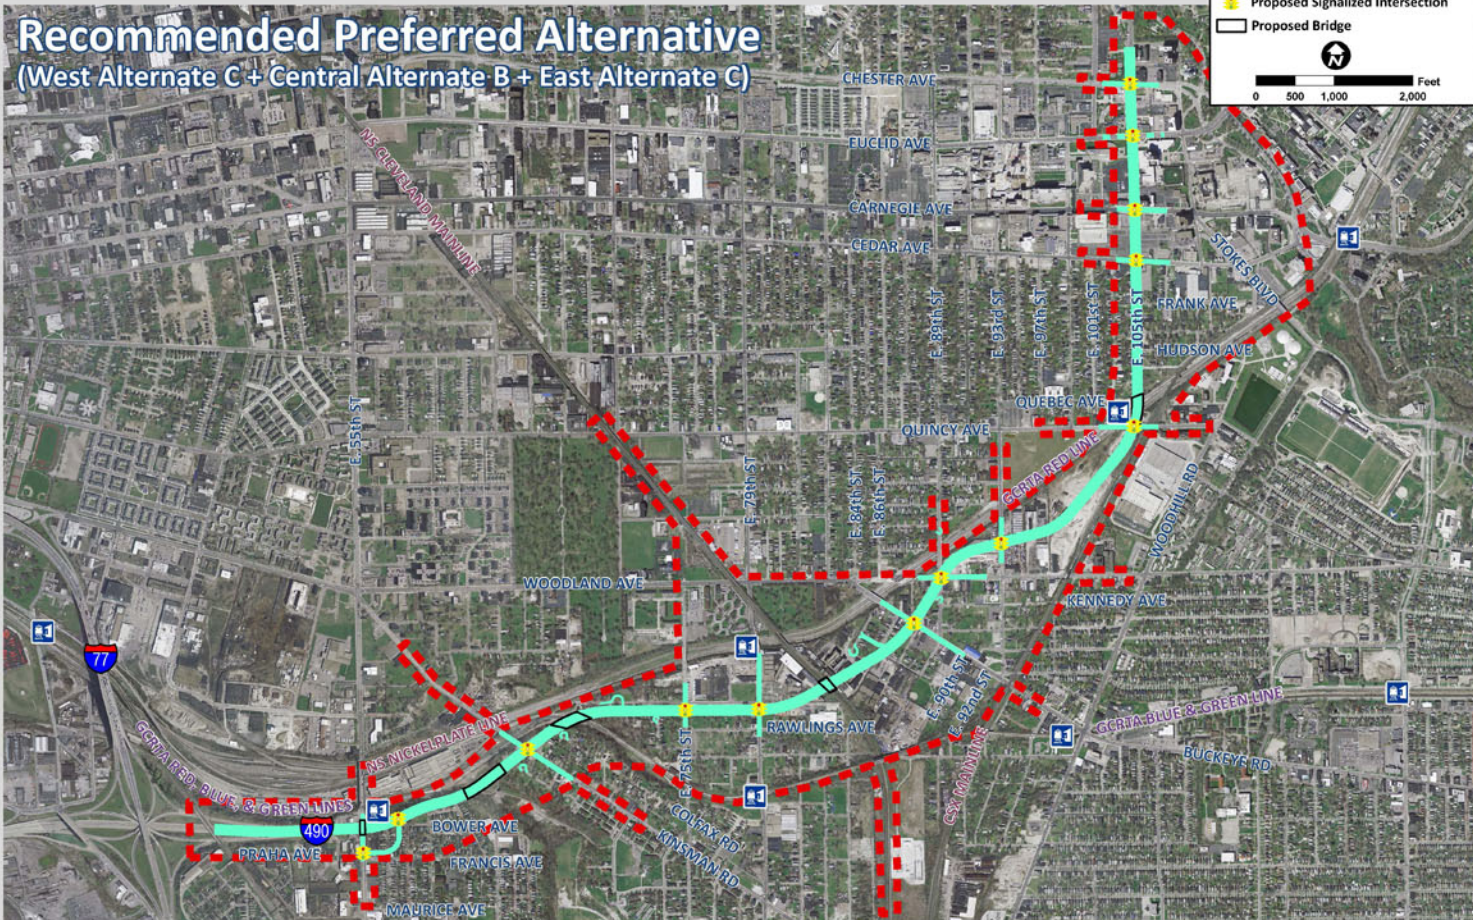 Recommended Preferred Alternative
(West Alternate C + Central Alternate B + East Alternate C)
Proposed Signalized Intersection
Proposed Bridge
N
Feet
0 500 1,000 2,000
CHESTER AVE
NS CLEVELAND MAINLINE
EUCLID AVE
CARNEGIE AVE
CEDAR AVE
STOKES BLVD
E. 89th ST
E. 93rd ST
E. 97th ST
E. 101st ST
E. 105th ST
FRANK AVE
HUDSON AVE
E. 55th ST
QUEBEC AVE
QUINCY AVE
GCRTA RED LINE
WOODHILL RD
E. 79th ST
E. 84th ST
E. 86th ST
WOODLAND AVE
KENNEDY AVE
77
E. 90th ST
E. 92nd ST
GCRTA BLUE & GREEN LINE
NS NICKELPLATE LINE
RAWLINGS AVE
E. 75th ST
BUCKEYE RD
CSX MAINLINE
GCRTA RED, BLUE, & GREEN LINES
490
BOWER AVE
COLFAX RD
KINSMAN RD
PRAHA AVE
FRANCIS AVE
MAURICE AVE